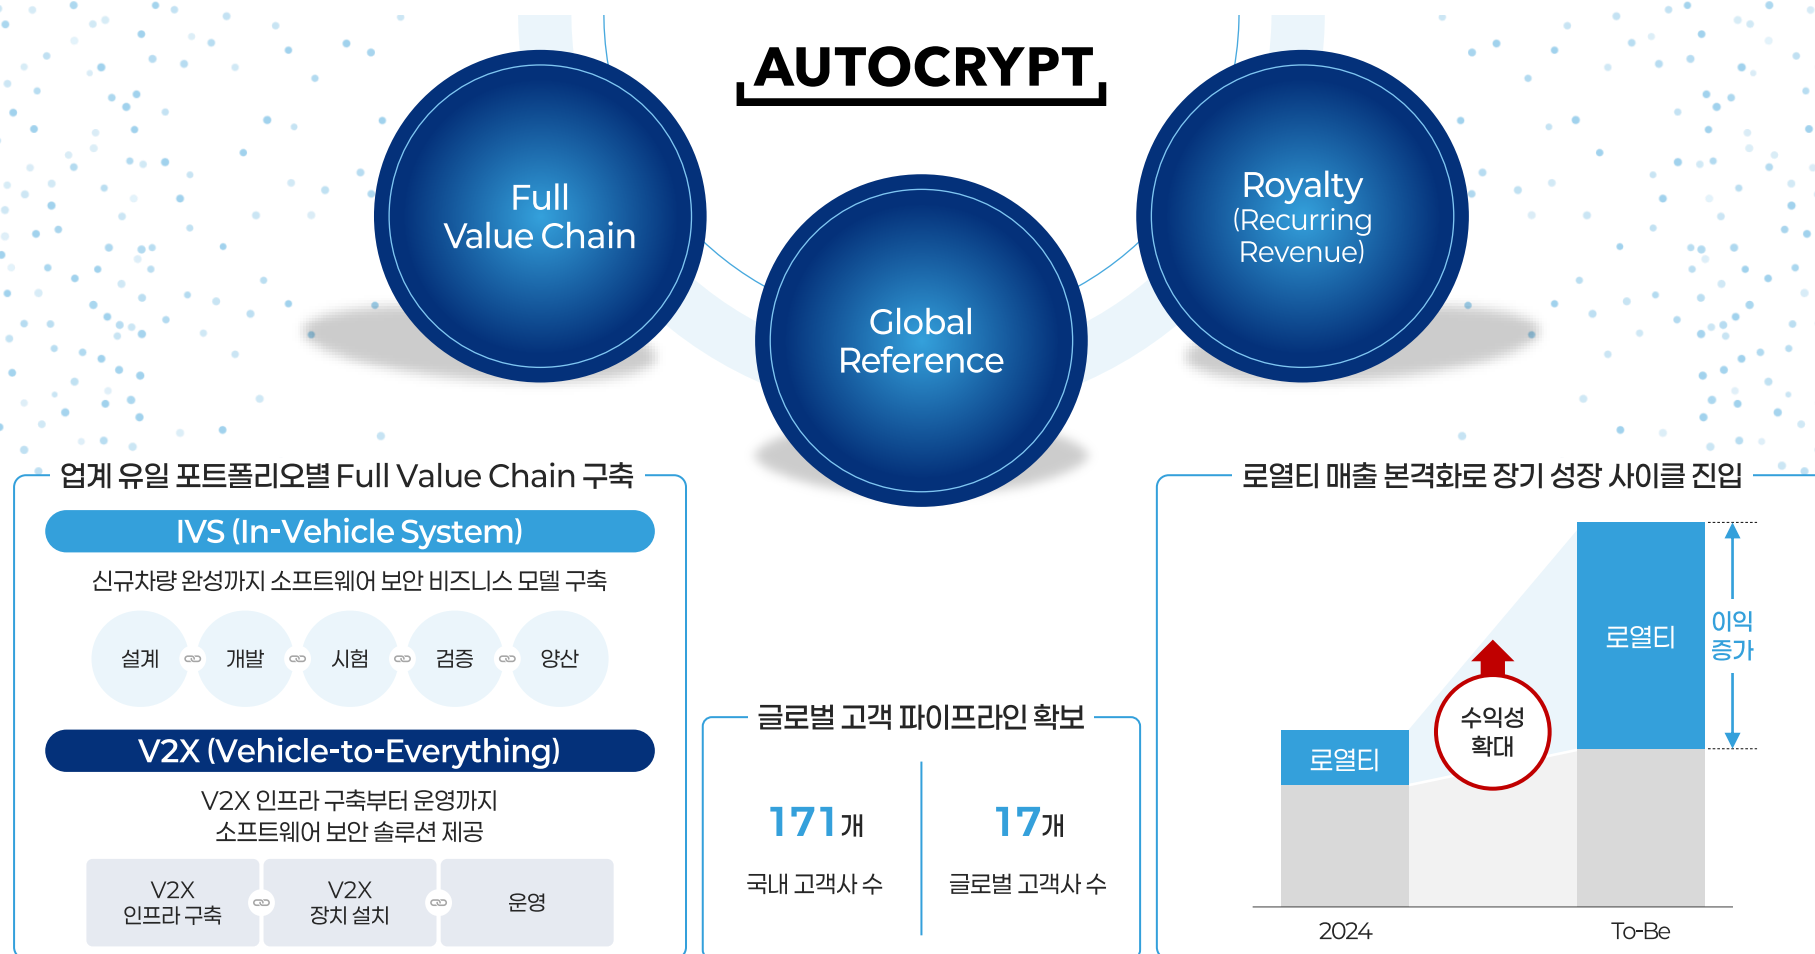 AUTOCRYPT
Full
Value Chain
Global
Reference
Royalty
(Recurring
Revenue)
업계 유일 포트폴리오별 Full Value Chain 구축
IVS (In-Vehicle System)
신규차량 완성까지 소프트웨어 보안 비즈니스 모델 구축
설계
개발
시험
검증
양산
V2X (Vehicle-to-Everything)
V2X 인프라 구축부터 운영까지
소프트웨어 보안 솔루션 제공
V2X
인프라 구축
V2X
장치 설치
운영
글로벌 고객 파이프라인 확보
171개
국내 고객사 수
17개
글로벌 고객사 수
로열티 매출 본격화로 장기 성장 사이클 진입
로열티
수익성
확대
로열티
이익
증가
2024
To-Be